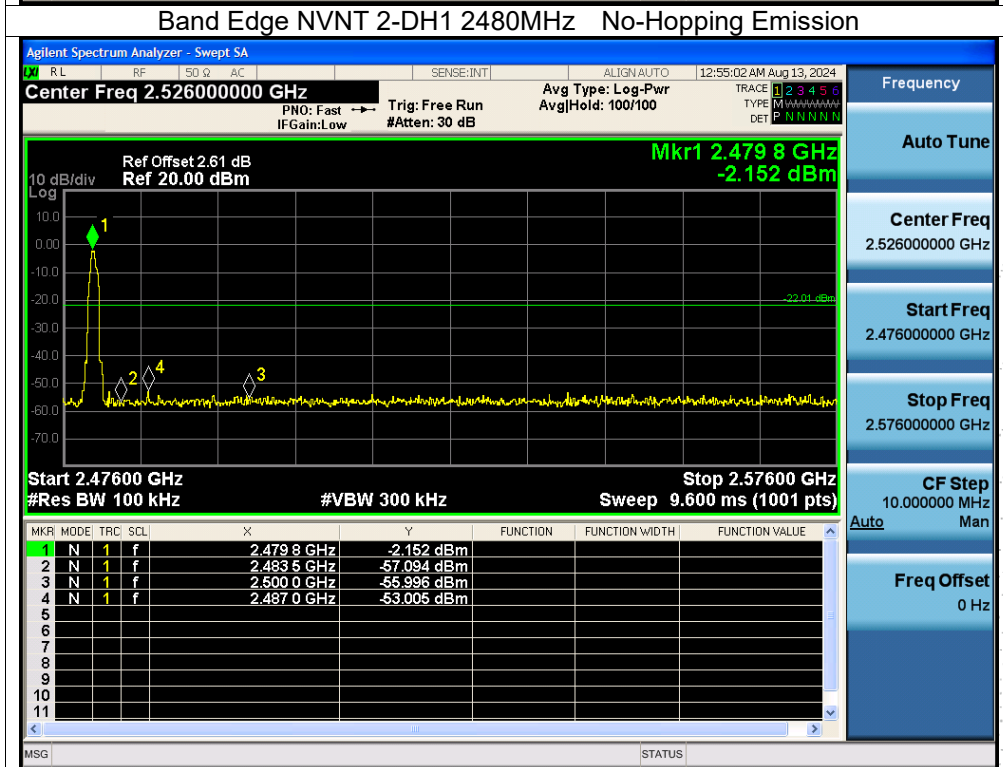 Band Edge NVNT 2-DH1 2480MHz No-Hopping Emission
Agilent Spectrum Analyzer - Swept SA
LXI RL RF 50 Ω AC SENSE:INT ALIGNAUTO 12:55:02 AM Aug 13, 2024
Center Freq 2.526000000 GHz
PNO: Fast
IFGain:Low
Trig: Free Run
#Atten: 30 dB
Avg Type: Log-Pwr
Avg|Hold: 100/100
TRACE 1 2 3 4 5 6
TYPE MWWWWW
DET P N N N N N
Ref Offset 2.61 dB
10 dB/div Ref 20.00 dBm
Log
Mkr1 2.479 8 GHz
-2.152 dBm
10.0
0.00
-10.0
-20.0
-30.0
-40.0
-50.0
-60.0
-70.0
1
2
4
3
-22.01 dBm
Start 2.47600 GHz Stop 2.57600 GHz
#Res BW 100 kHz #VBW 300 kHz Sweep 9.600 ms (1001 pts)
MKR MODE TRC SCL X Y FUNCTION FUNCTION WIDTH FUNCTION VALUE
1 N 1 f 2.479 8 GHz -2.152 dBm
2 N 1 f 2.483 5 GHz -57.094 dBm
3 N 1 f 2.500 0 GHz -55.996 dBm
4 N 1 f 2.487 0 GHz -53.005 dBm
5
6
7
8
9
10
11
MSG STATUS
Frequency
Auto Tune
Center Freq
2.526000000 GHz
Start Freq
2.476000000 GHz
Stop Freq
2.576000000 GHz
CF Step
10.000000 MHz
Auto Man
Freq Offset
0 Hz